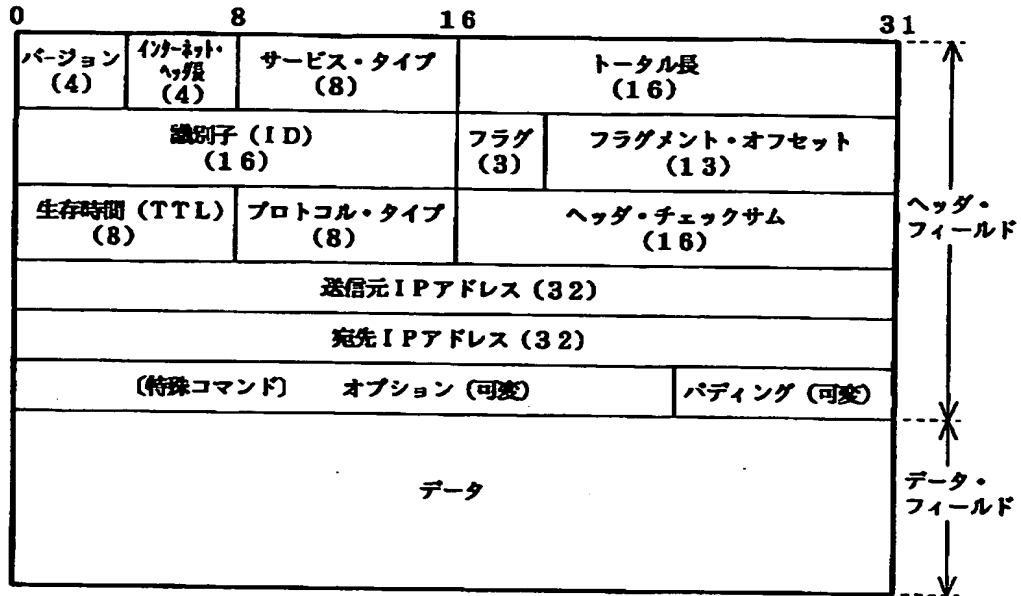 0 8 16 31
バージョン
(4)
インターネット・
ヘッダ長
(4)
サービス・タイプ
(8)
トータル長
(16)
識別子(ID)
(16)
フラグ
(3)
フラグメント・オフセット
(13)
生存時間(TTL)
(8)
プロトコル・タイプ
(8)
ヘッダ・チェックサム
(16)
送信元IPアドレス(32)
宛先IPアドレス(32)
〔特殊コマンド〕 オプション(可変)
パディング(可変)
ヘッダ・
フィールド
データ
データ・
フィールド